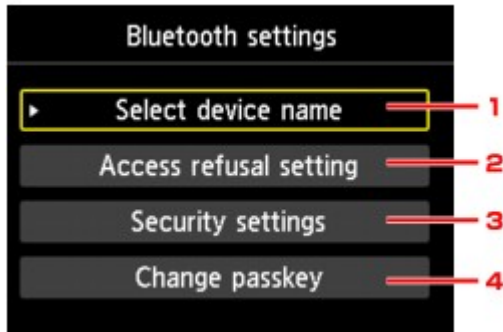 Bluetooth settings
Select device name 1
Access refusal setting 2
Security settings 3
Change passkey 4